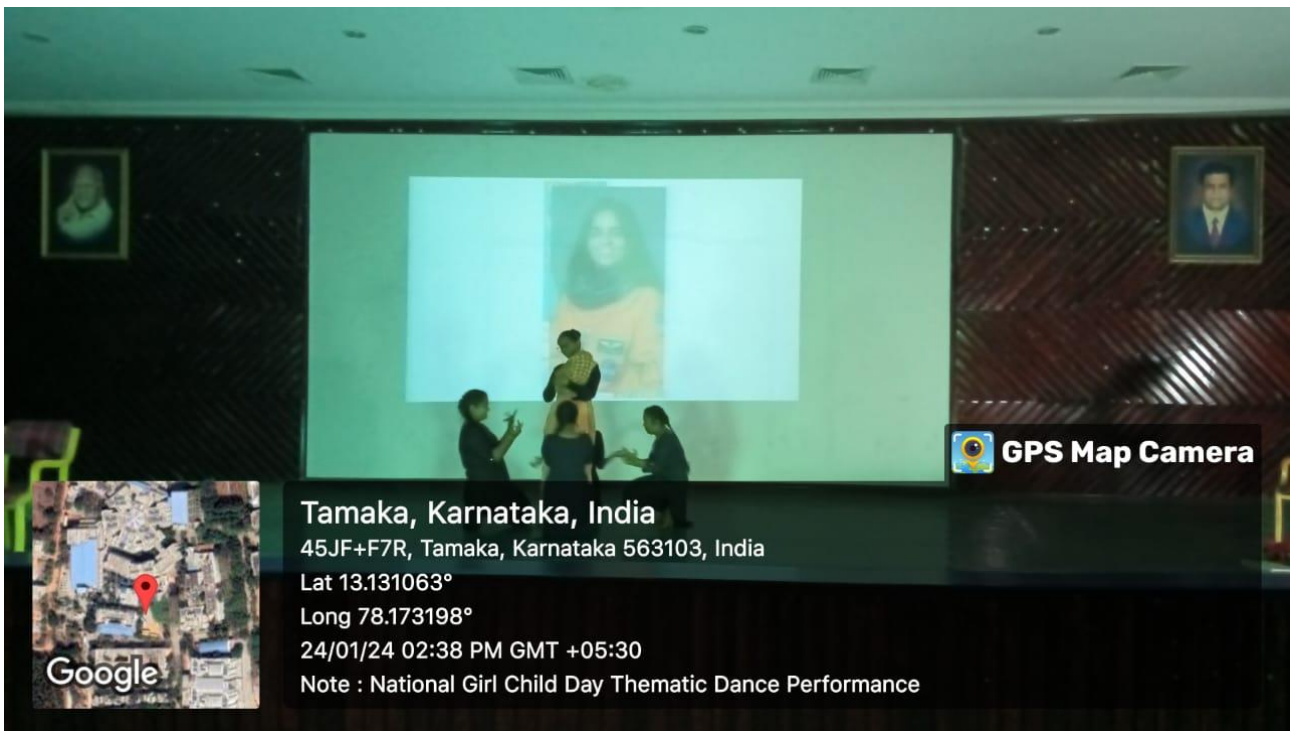 GPS Map Camera
Tamaka, Karnataka, India
45JF+F7R, Tamaka, Karnataka 563103, India
Lat 13.131063°
Long 78.173198°
24/01/24 02:38 PM GMT +05:30
Note : National Girl Child Day Thematic Dance Performance
Google